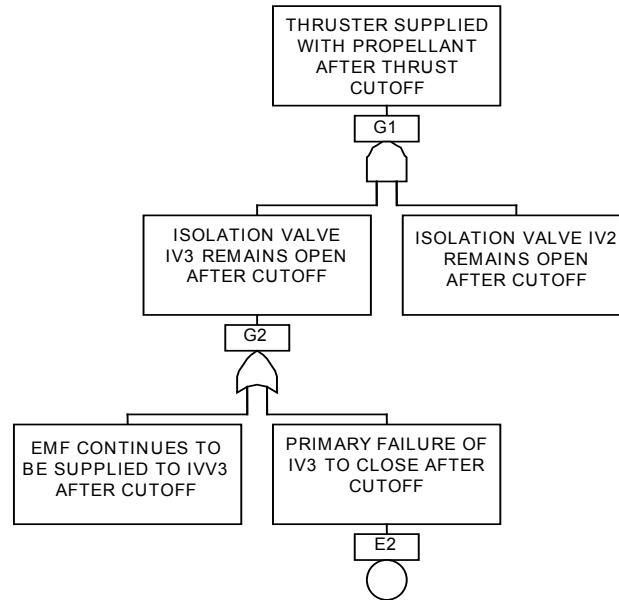 THRUSTER SUPPLIED
WITH PROPELLANT
AFTER THRUST
CUTOFF
G1
ISOLATION VALVE
IV3 REMAINS OPEN
AFTER CUTOFF
ISOLATION VALVE IV2
REMAINS OPEN
AFTER CUTOFF
G2
EMF CONTINUES TO
BE SUPPLIED TO IVV3
AFTER CUTOFF
PRIMARY FAILURE OF
IV3 TO CLOSE AFTER
CUTOFF
E2